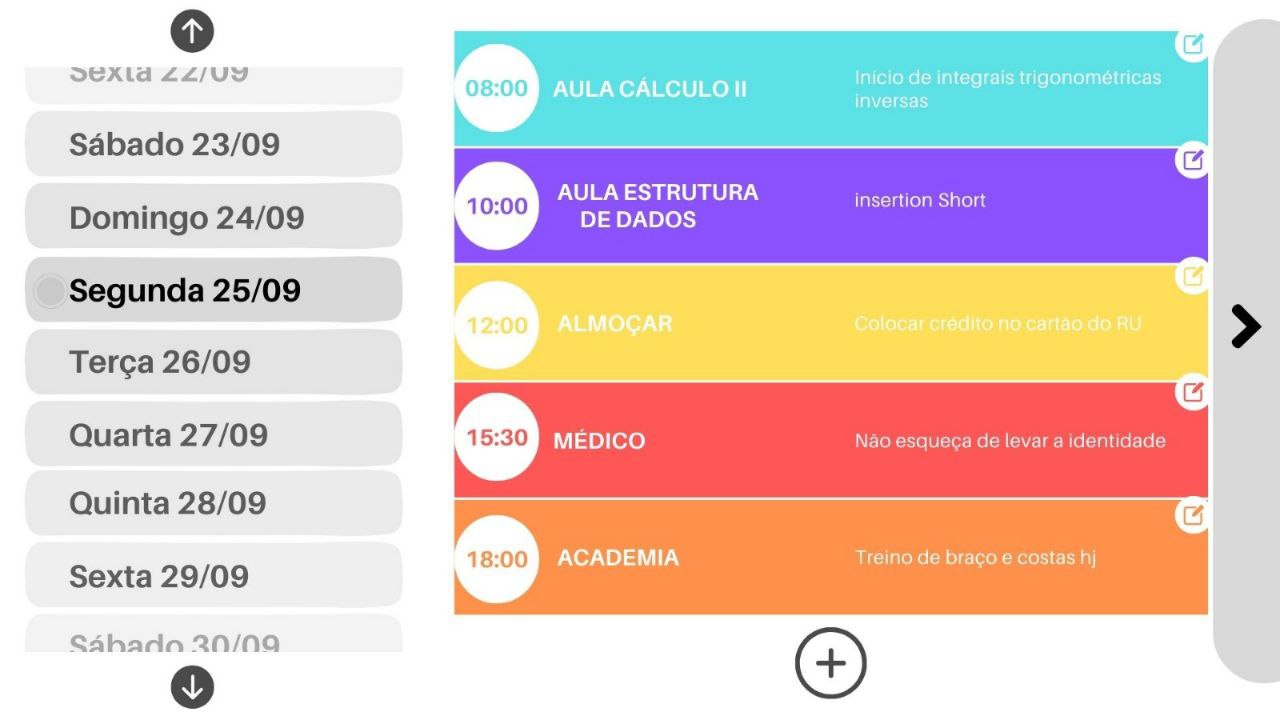 Sexta 22/09
Sábado 23/09
Domingo 24/09
Segunda 25/09
Terça 26/09
Quarta 27/09
Quinta 28/09
Sexta 29/09
Sábado 30/09
08:00
AULA CÁLCULO II
Início de integrais trigonométricas
inversas
10:00
AULA ESTRUTURA
DE DADOS
insertion Short
12:00
ALMOÇAR
Colocar crédito no cartão do RU
15:30
MÉDICO
Não esqueça de levar a identidade
18:00
ACADEMIA
Treino de braço e costas hj